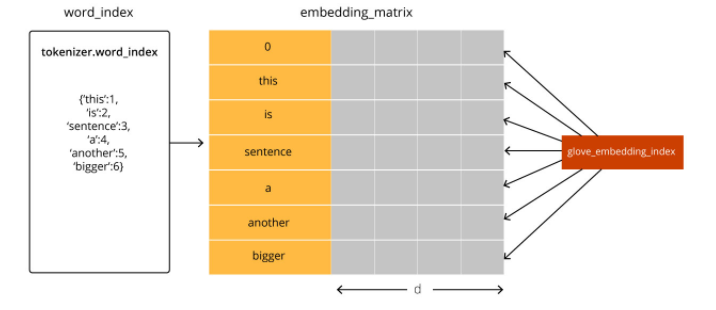 word_index
embedding_matrix
tokenizer.word_index
{'this':1,
'is':2,
'sentence':3,
'a':4,
'another':5,
'bigger':6}
0
this
is
sentence
a
another
bigger
glove_embedding_index
d